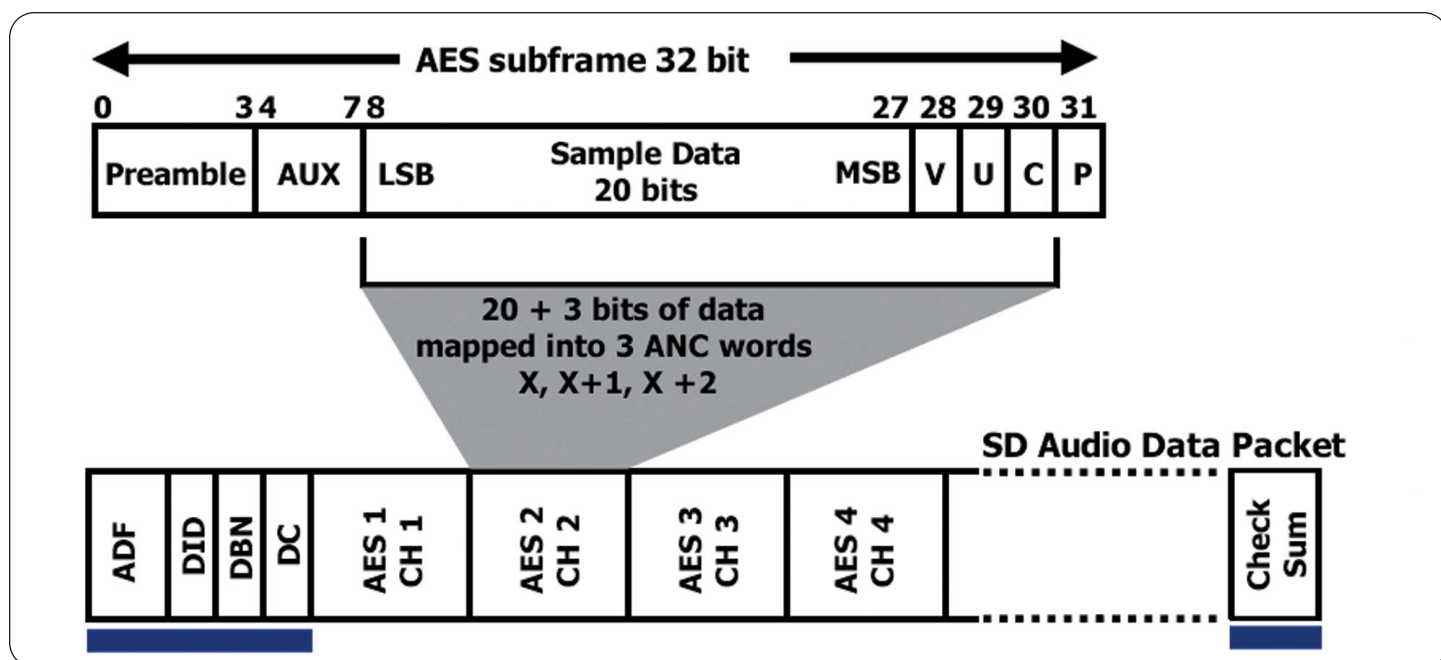 AES subframe 32 bit
0 3 4 7 8 27 28 29 30 31
Preamble AUX LSB Sample Data 20 bits MSB V U C P
20 + 3 bits of data
mapped into 3 ANC words
X, X+1, X +2
SD Audio Data Packet
ADF
DID
DBN
DC
AES 1
CH 1
AES 2
CH 2
AES 3
CH 3
AES 4
CH 4
Check
Sum